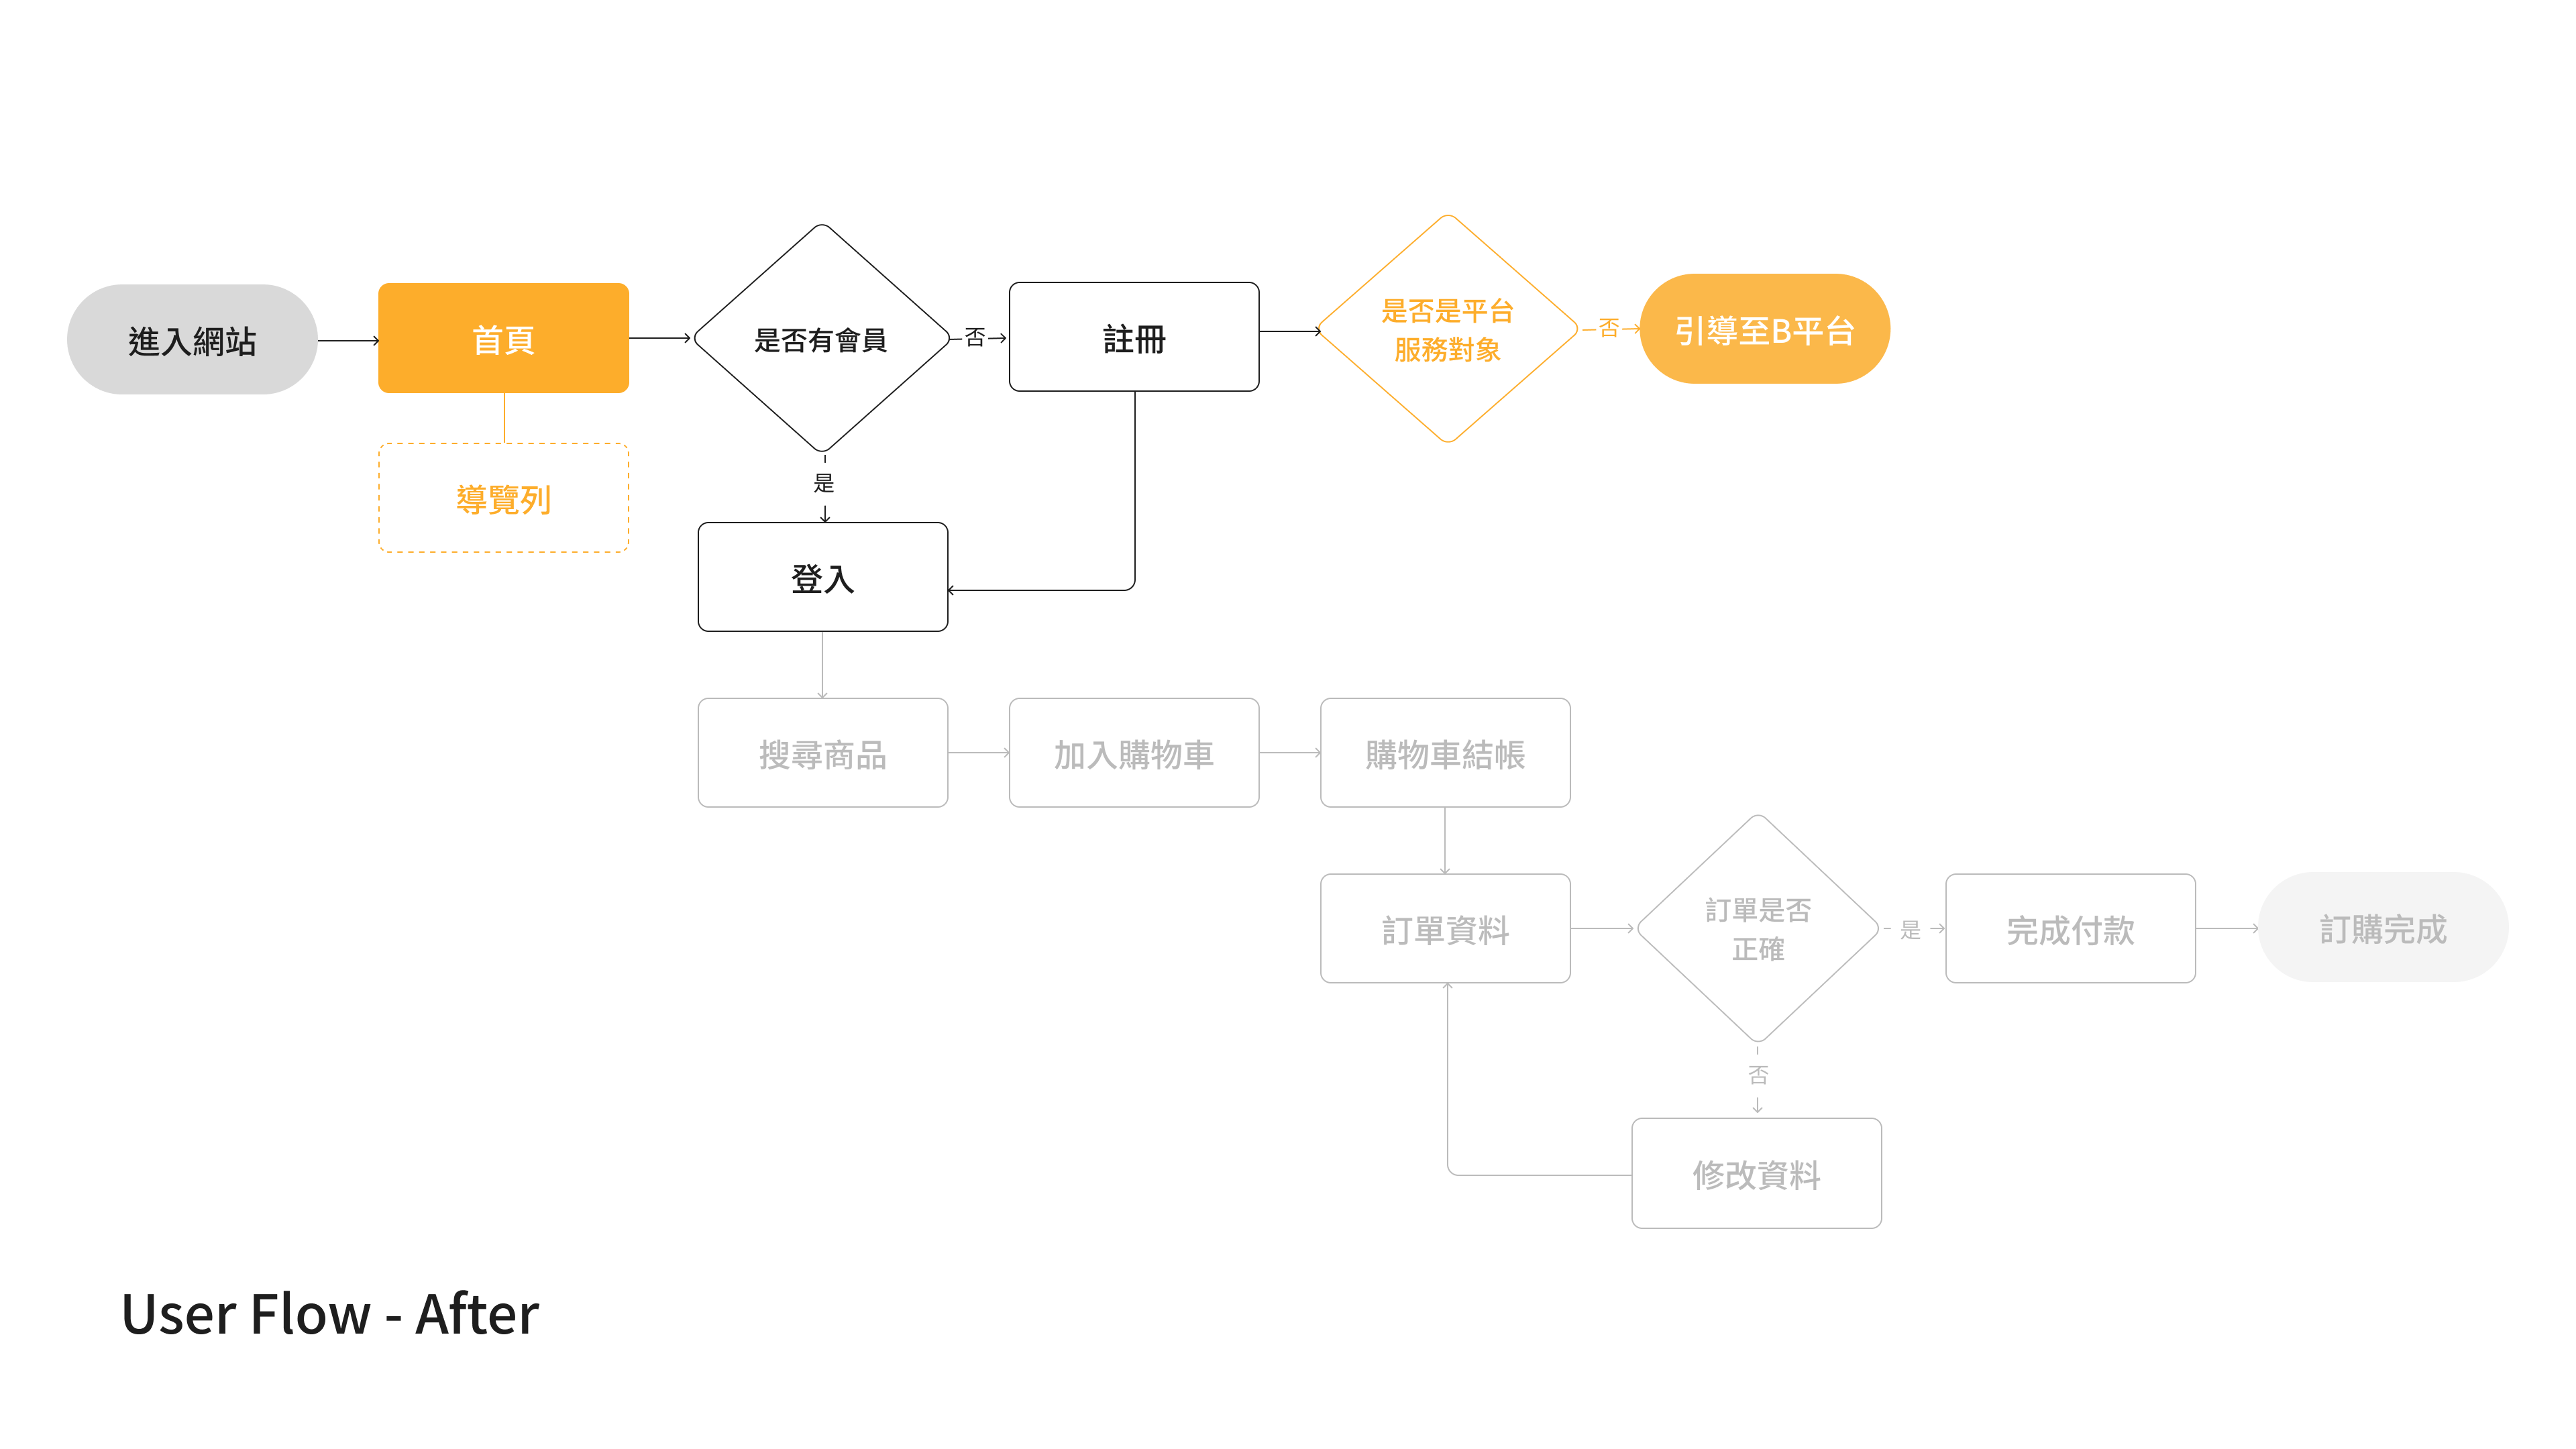 進入網站
首頁
導覽列
是否有會員
否
註冊
是否是平台
服務對象
否
引導至B平台
是
登入
搜尋商品
加入購物車
購物車結帳
訂單資料
訂單是否
正確
是
完成付款
訂購完成
否
修改資料
User Flow - After